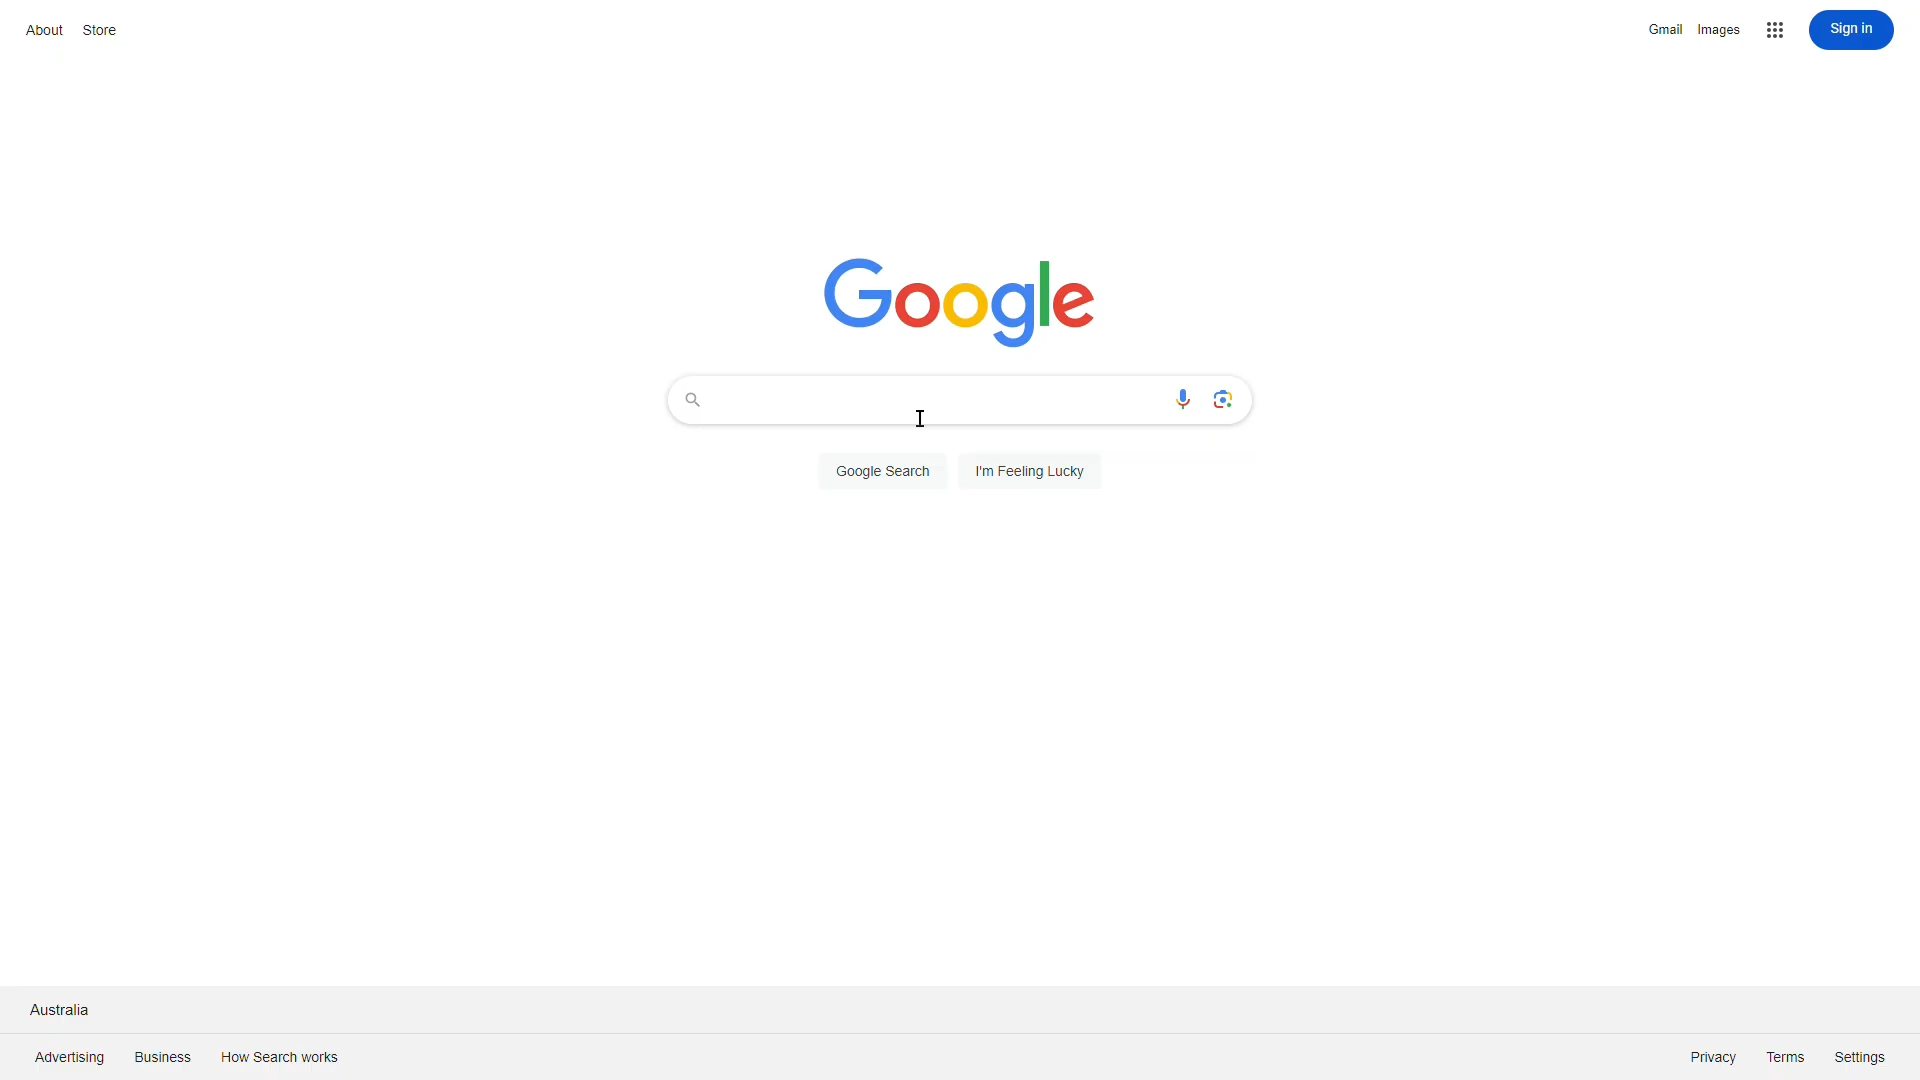 About Store Gmail Images Sign in
Google
Google Search I'm Feeling Lucky
Australia
Advertising Business How Search works Privacy Terms Settings